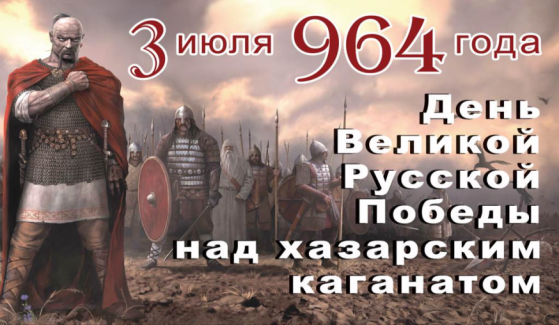 3 июля 964 года
День
Великой
Русской
Победы
над хазарским
каганатом